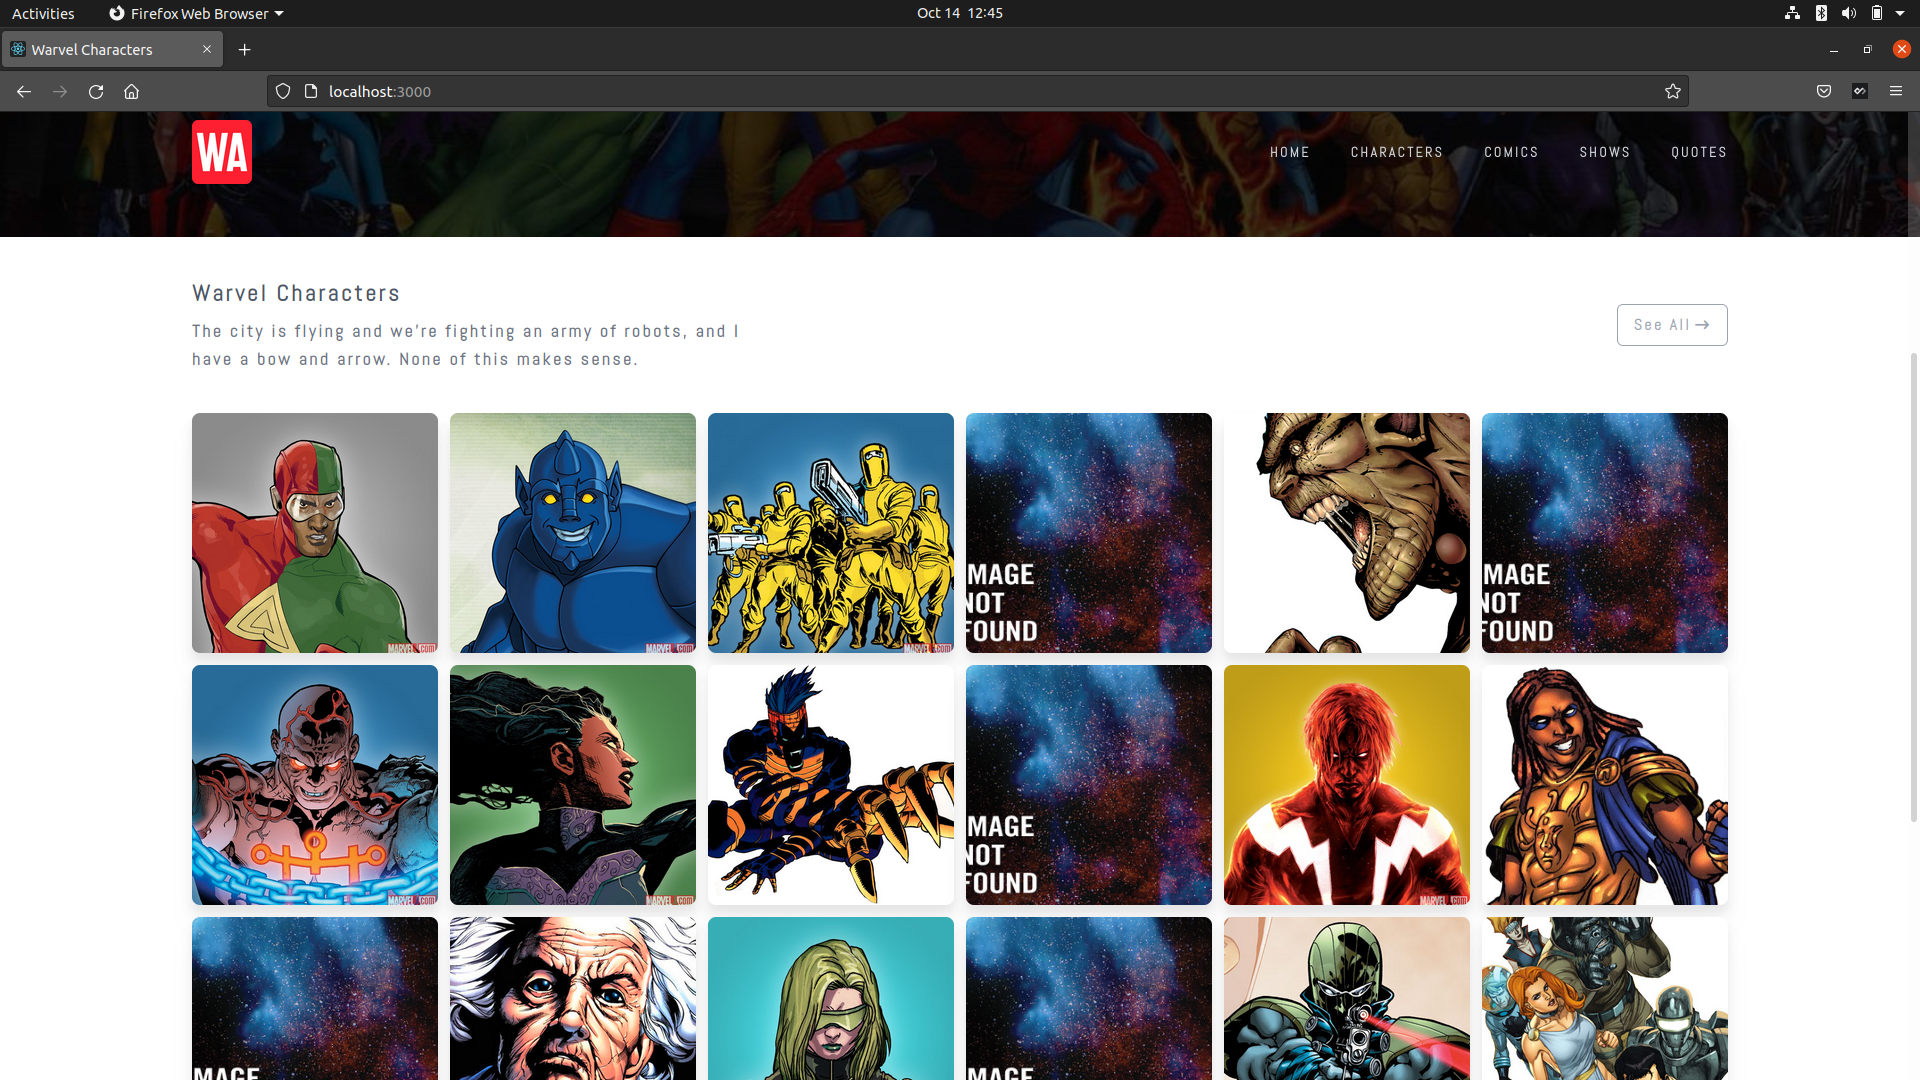 Activities
Firefox Web Browser
Oct 14 12:45
Warvel Characters
localhost:3000
WA
HOME
CHARACTERS
COMICS
SHOWS
QUOTES
Warvel Characters
The city is flying and we're fighting an army of robots, and I
have a bow and arrow. None of this makes sense.
See All
MARVEL.com
MARVEL.com
MARVEL.com
MAGE
NOT
FOUND
MAGE
NOT
FOUND
MARVEL.com
MARVEL.com
MAGE
NOT
FOUND
MARVEL.com
MAGE
MAGE